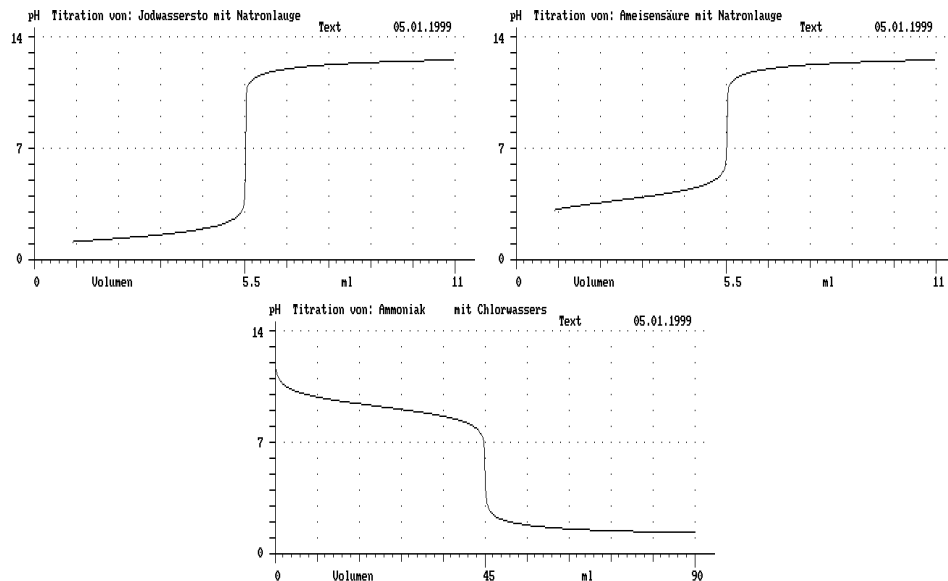 pH Titration von: Jodwassersto mit Natronlauge
Text 05.01.1999
14
7
0
0 Volumen 5.5 ml 11
pH Titration von: Ameisensäure mit Natronlauge
Text 05.01.1999
14
7
0
0 Volumen 5.5 ml 11
pH Titration von: Ammoniak mit Chlorwassers
Text 05.01.1999
14
7
0
0 Volumen 45 ml 90